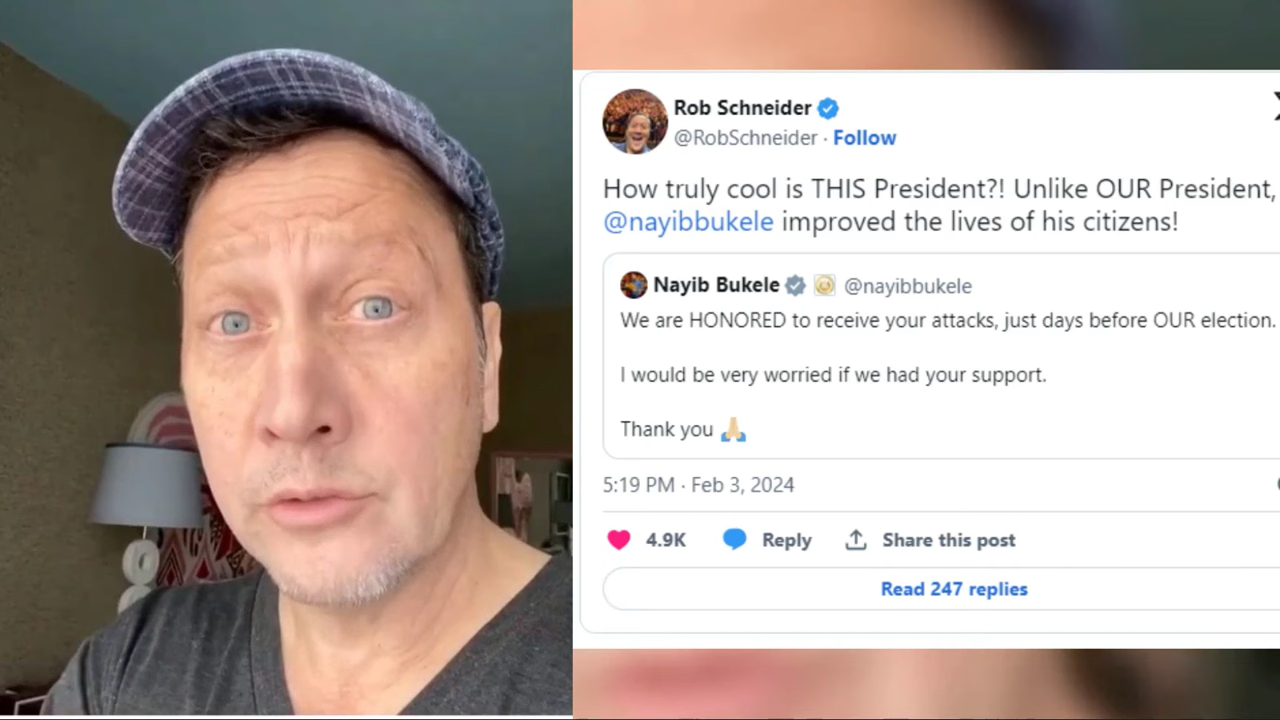 Rob Schneider
@RobSchneider · Follow
How truly cool is THIS President?! Unlike OUR President,
@nayibbukele improved the lives of his citizens!
Nayib Bukele @nayibbukele
We are HONORED to receive your attacks, just days before OUR election.
I would be very worried if we had your support.
Thank you 🙏
5:19 PM · Feb 3, 2024
4.9K Reply Share this post
Read 247 replies